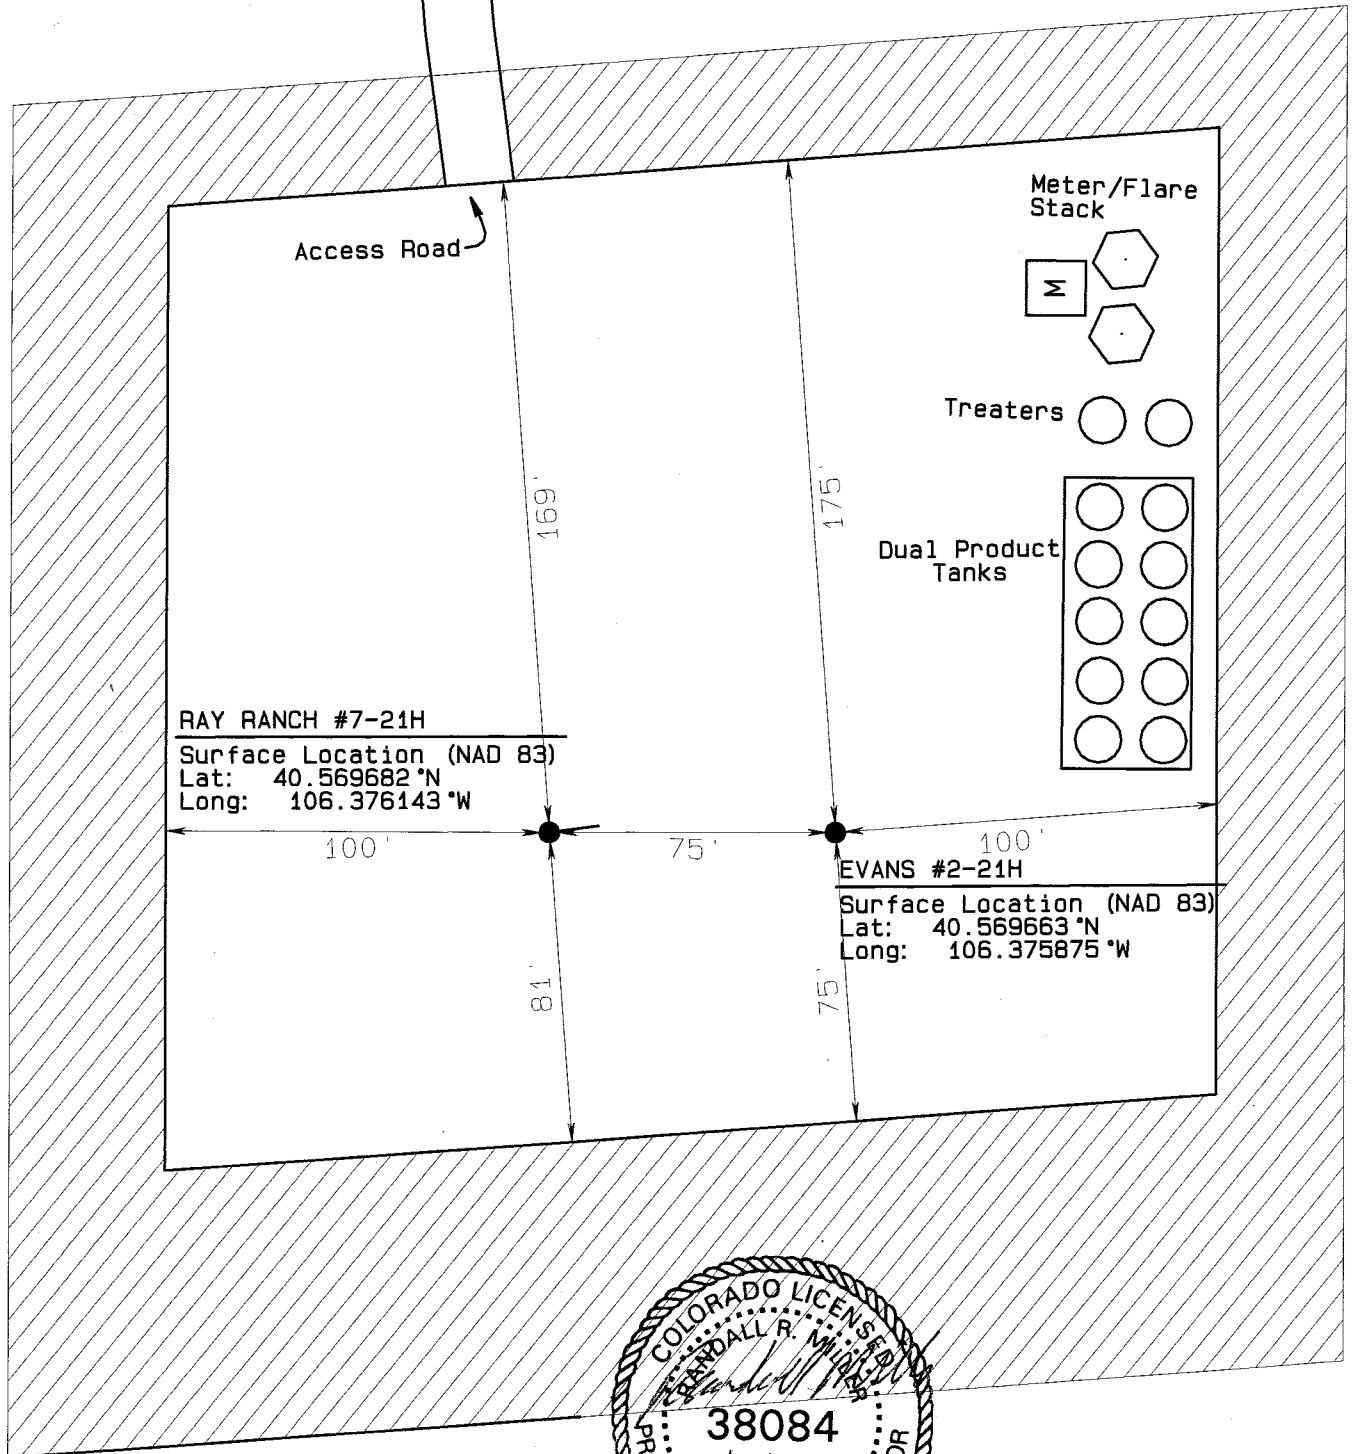 Meter/Flare
Stack
Access Road
M
Treaters
169'
175'
Dual Product
Tanks
RAY RANCH #7-21H
Surface Location (NAD 83)
Lat: 40.569682°N
Long: 106.376143°W
100'
75'
100'
EVANS #2-21H
Surface Location (NAD 83)
Lat: 40.569663°N
Long: 106.375875°W
81'
75'
COLORADO LICENSED
RANDALL R. MILLER
38084